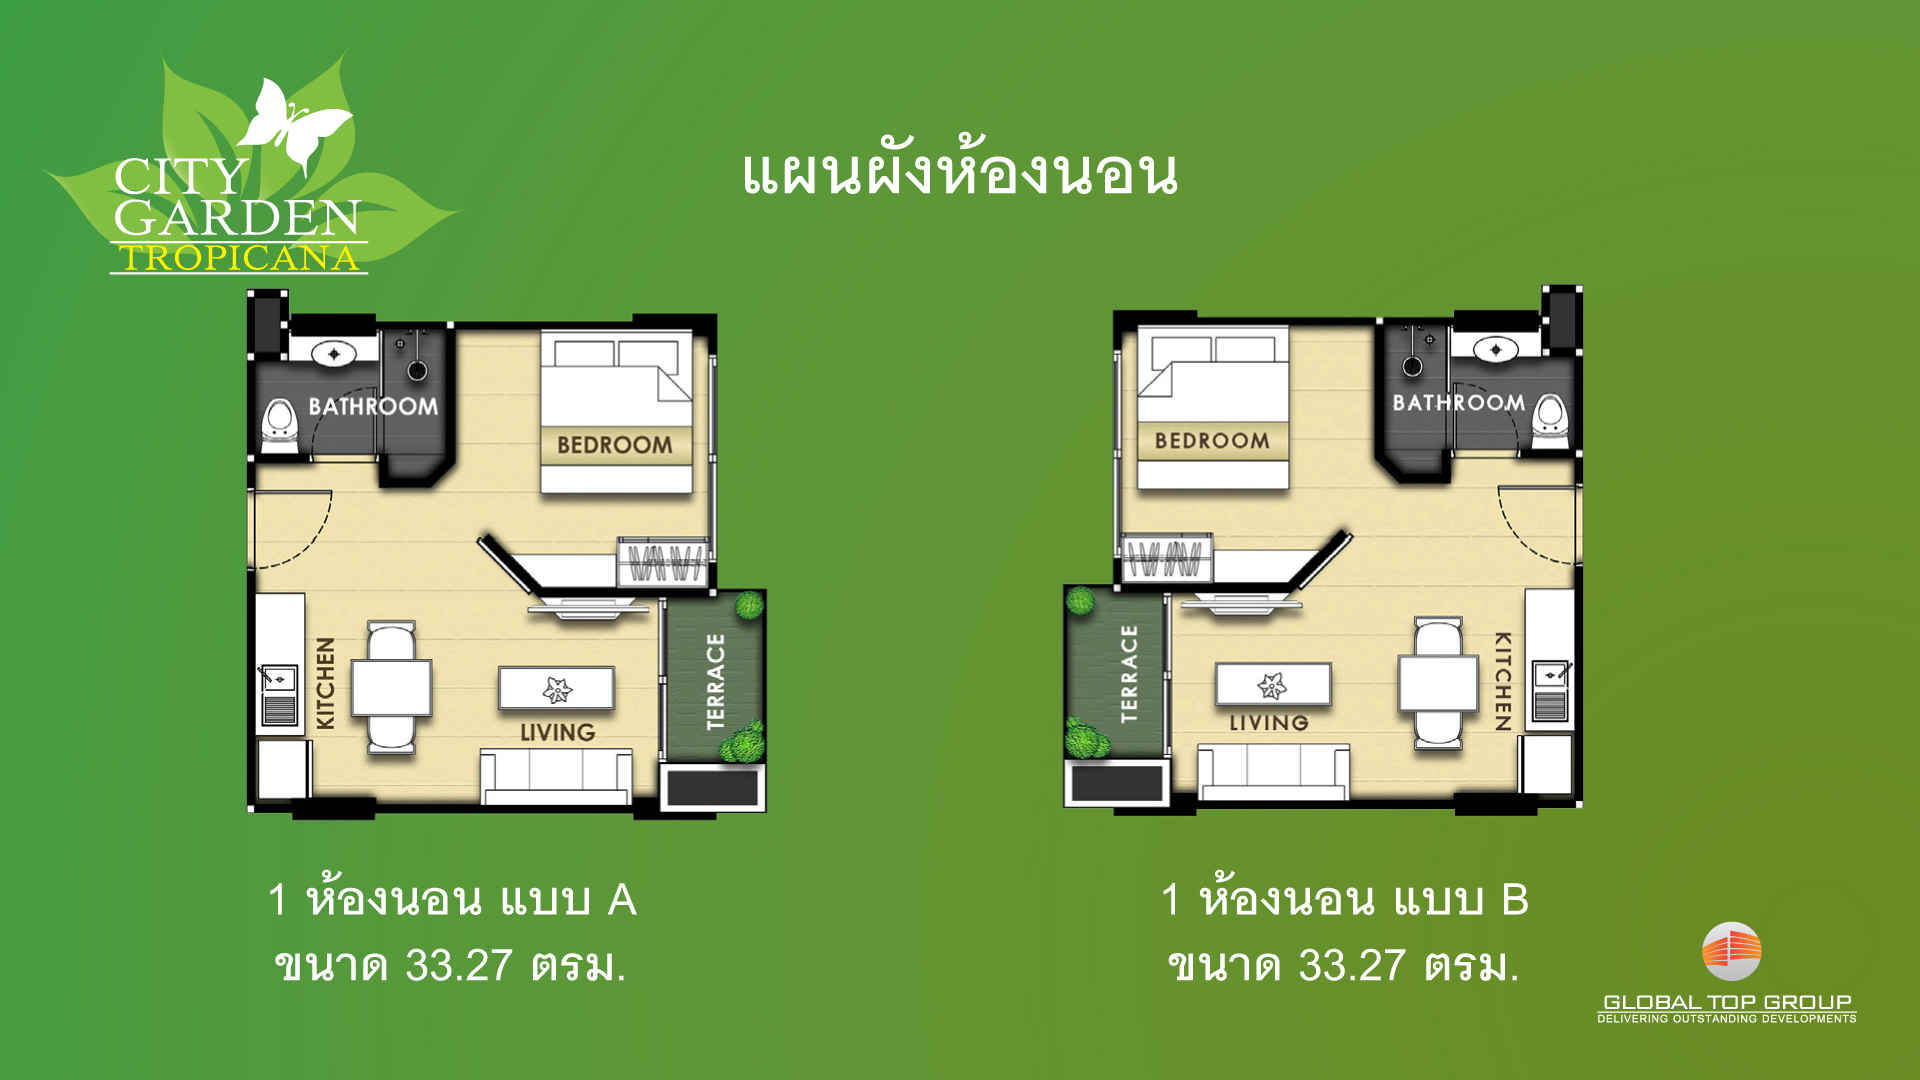 CITY
GARDEN
TROPICANA
แผนผังห้องนอน
BATHROOM
BEDROOM
KITCHEN
LIVING
TERRACE
BEDROOM
BATHROOM
TERRACE
LIVING
KITCHEN
1 ห้องนอน แบบ A
ขนาด 33.27 ตรม.
1 ห้องนอน แบบ B
ขนาด 33.27 ตรม.
GLOBAL TOP GROUP
DELIVERING OUTSTANDING DEVELOPMENTS